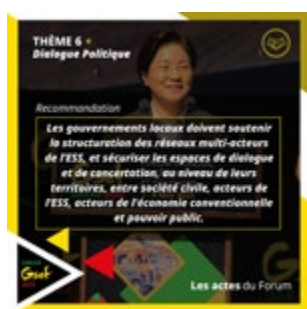 THÈME 6
Dialogue Politique
Recommandation
Les gouvernements locaux doivent soutenir
la structuration des réseaux multi-acteurs
de l'ESS, et sécuriser les espaces de dialogue
et de concertation, au niveau de leurs
territoires, entre société civile, acteurs de
l'ESS, acteurs de l'économie conventionnelle
et pouvoir public.
Gsef
Les actes du Forum